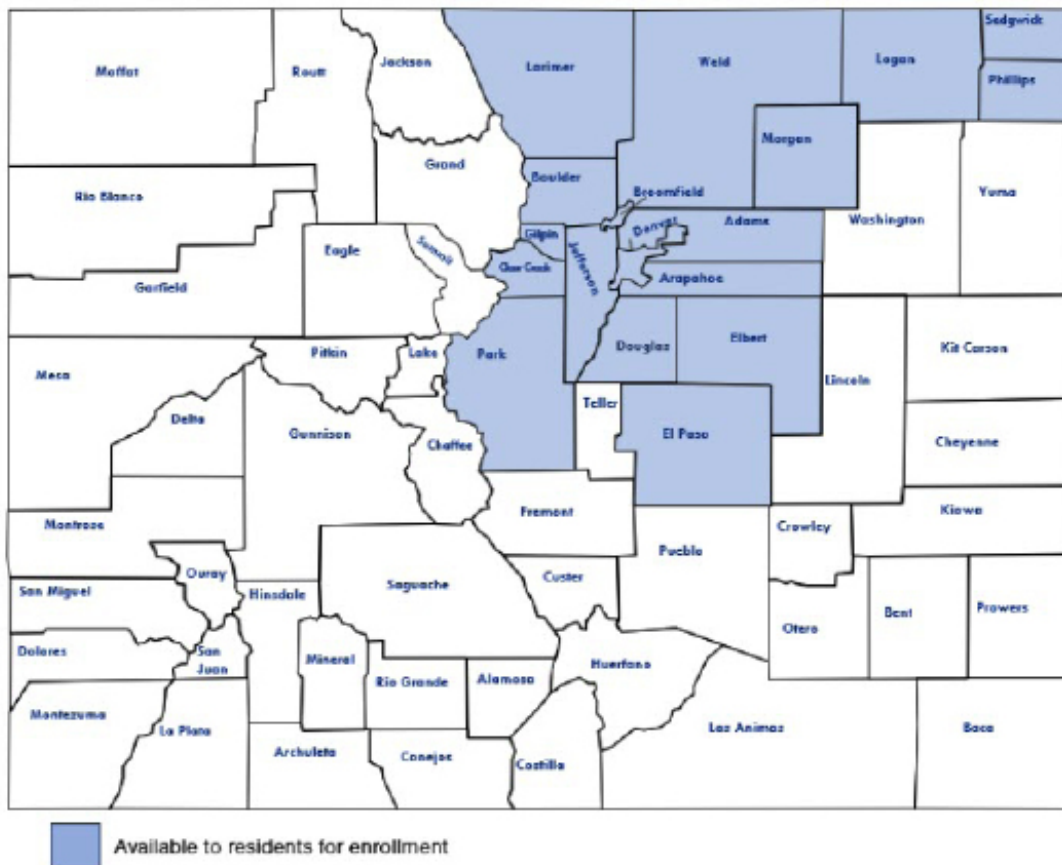 Moffat
Routt
Jackson
Larimer
Weld
Logan
Sedgwick
Phillips
Grand
Morgan
Rio Blanco
Boulder
Broomfield
Washington
Yuma
Eagle
Summit
Gilpin
Denver
Adams
Garfield
Clear Creek
Jefferson
Arapahoe
Mesa
Pitkin
Lake
Park
Douglas
Elbert
Lincoln
Kit Carson
Delta
Gunnison
Chaffee
Teller
El Paso
Cheyenne
Montrose
Fremont
Pueblo
Crowley
Kiowa
Ouray
San Miguel
Hinsdale
Saguache
Custer
Otero
Bent
Prowers
Dolores
San
Juan
Mineral
Rio Grande
Alamosa
Huerfano
Montezuma
La Plata
Archuleta
Conejos
Costilla
Las Animas
Baca
Available to residents for enrollment